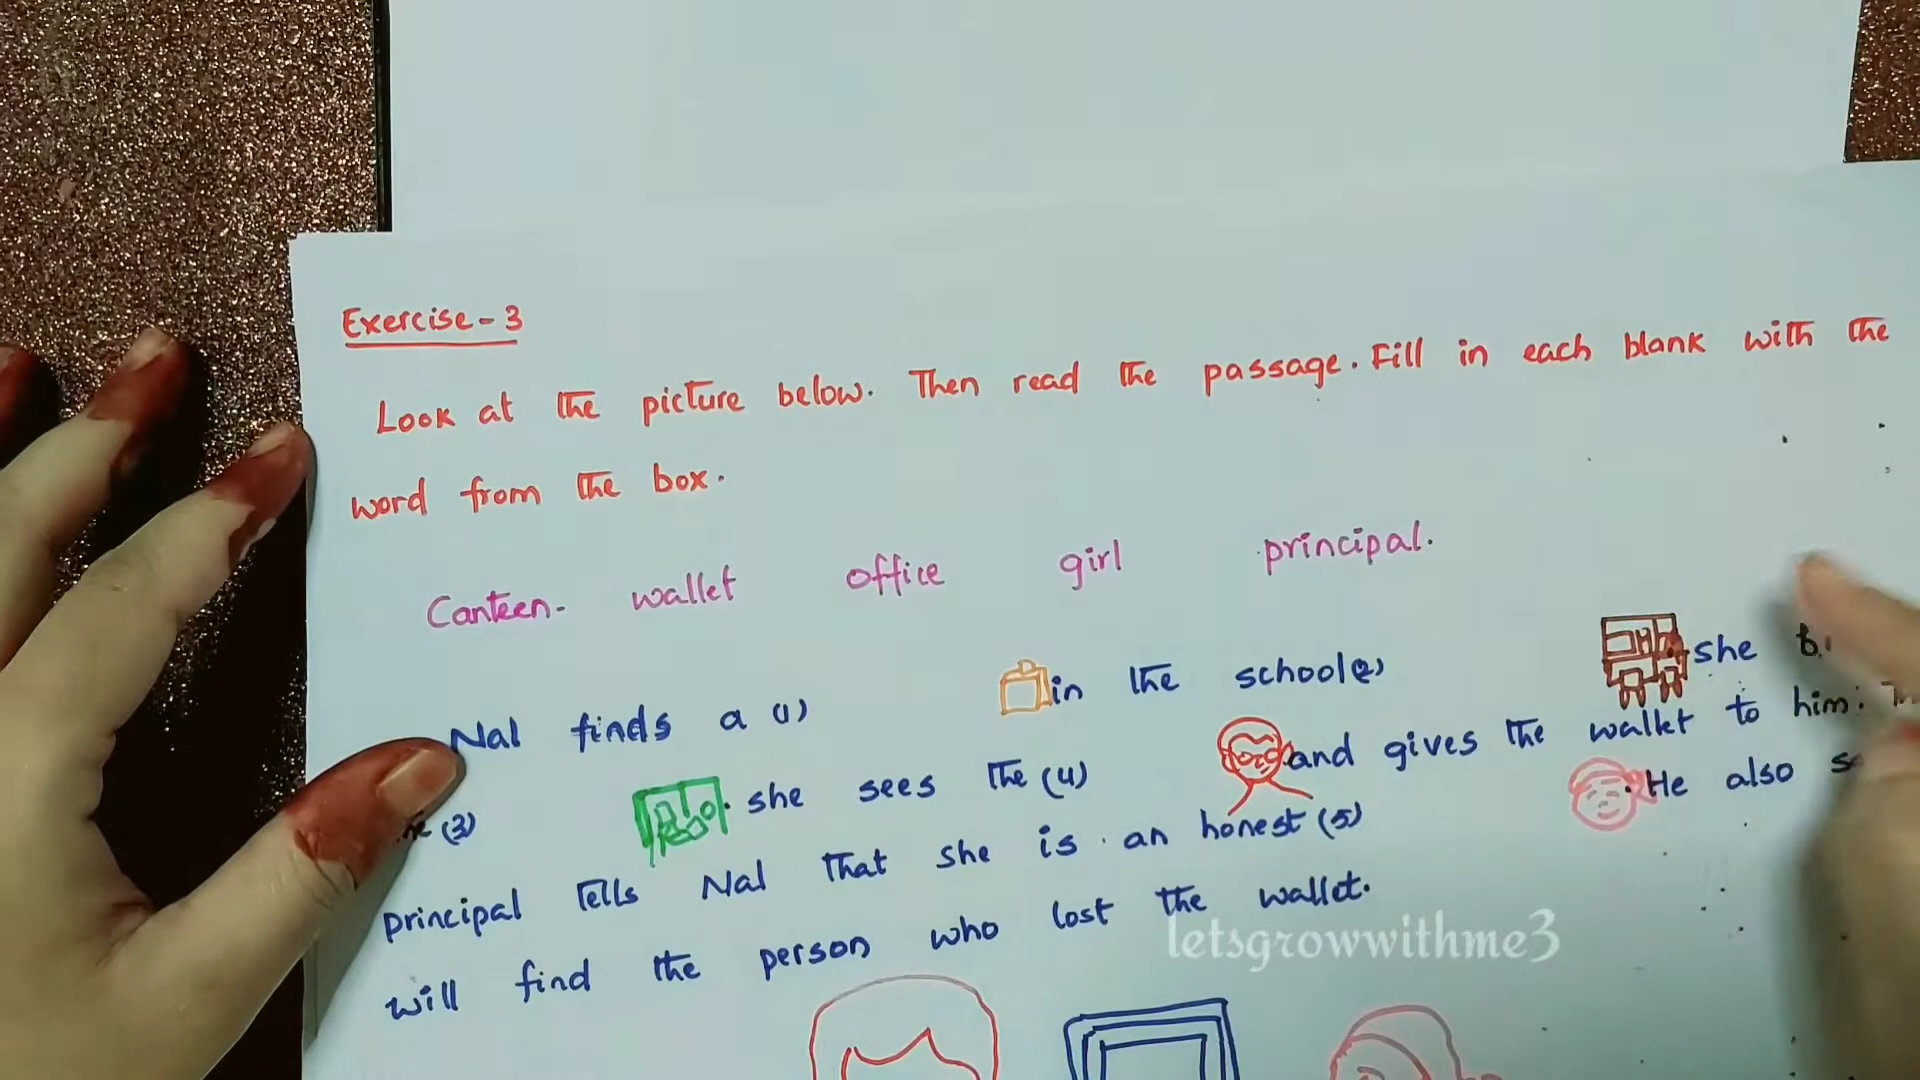 Exercise-3
Look at the picture below. Then read the passage. Fill in each blank with the
word from the box.
Canteen- wallet office girl principal.
Nal finds a (1) in the school(2) she
(3) . she sees the (4) and gives the wallet to him.
principal tells Nal that she is an honest (5) . He also
will find the person who lost the wallet.
letsgrowwithme3